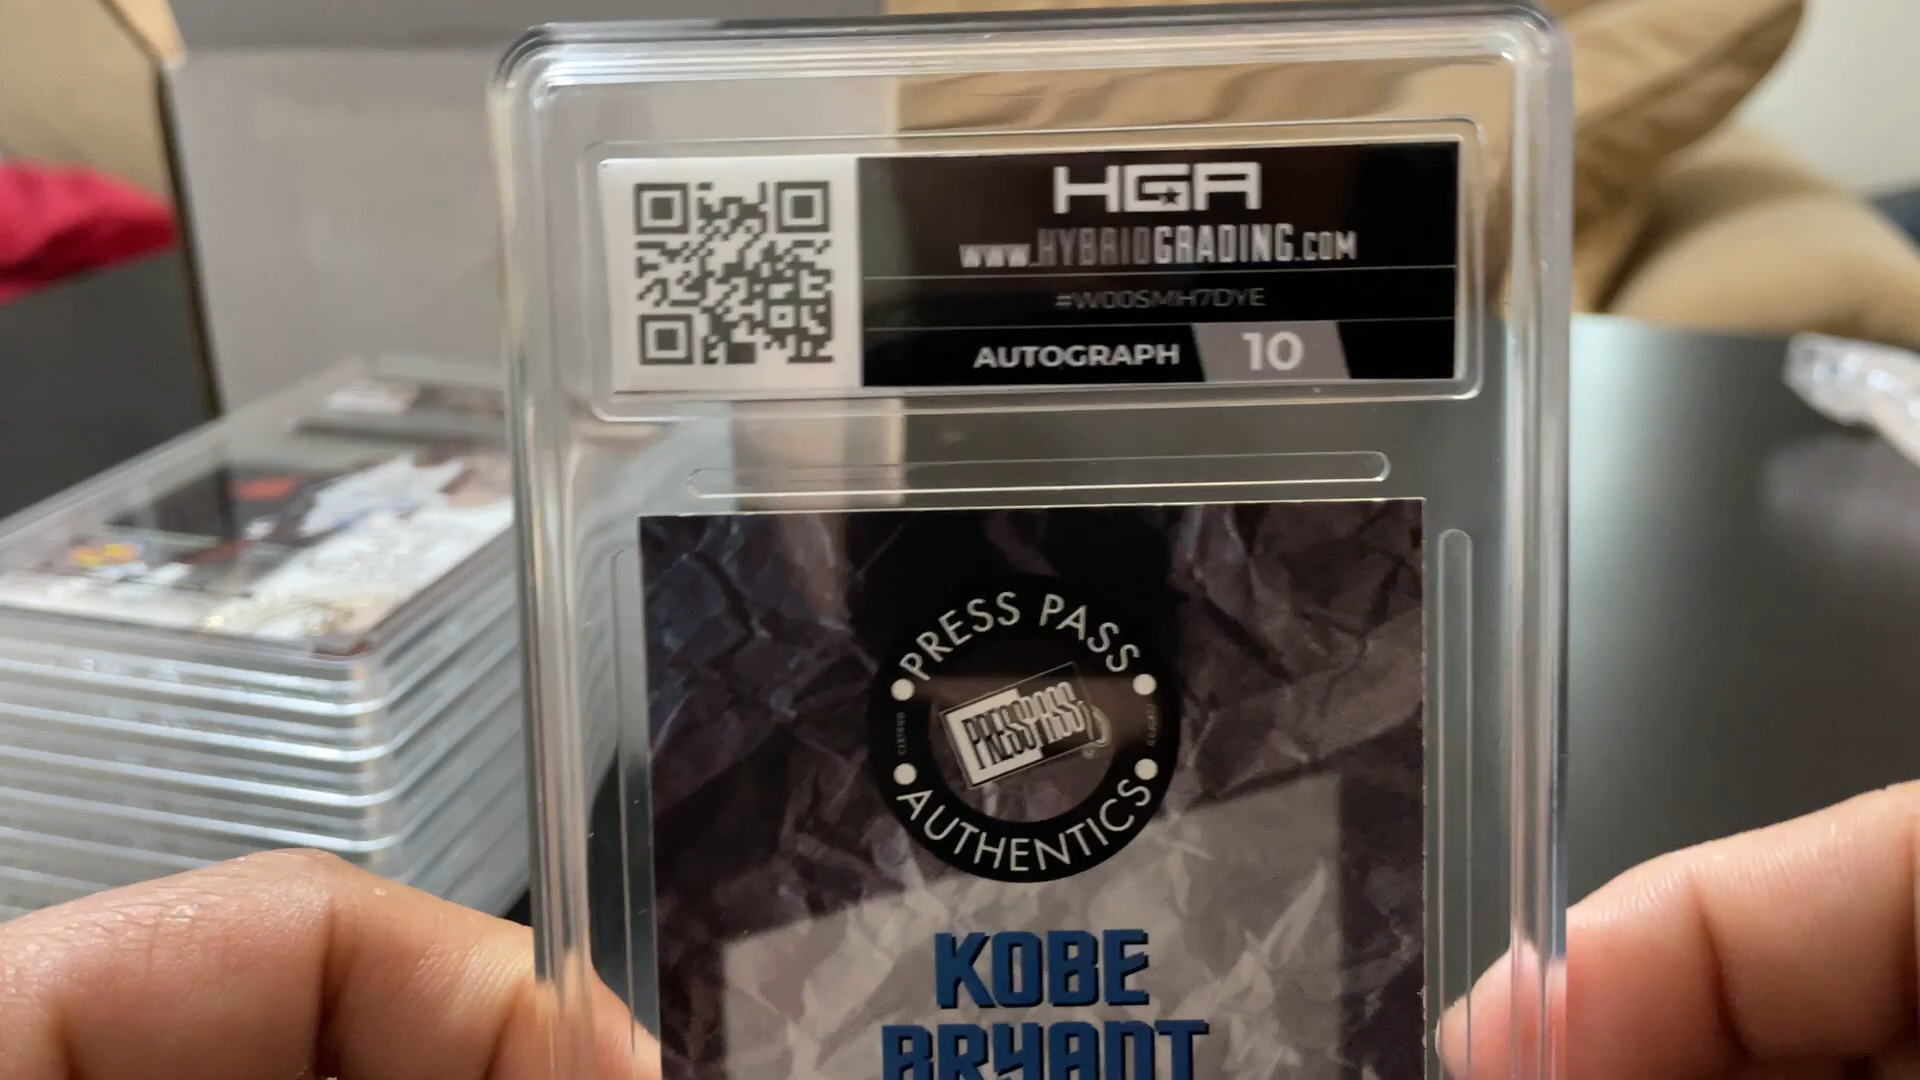 HGA
WWW.HYBRIDGRADING.COM
#W00SMH7DYE
AUTOGRAPH 10
PRESS PASS
PRESS PASS
AUTHENTICS
KOBE
BRYANT